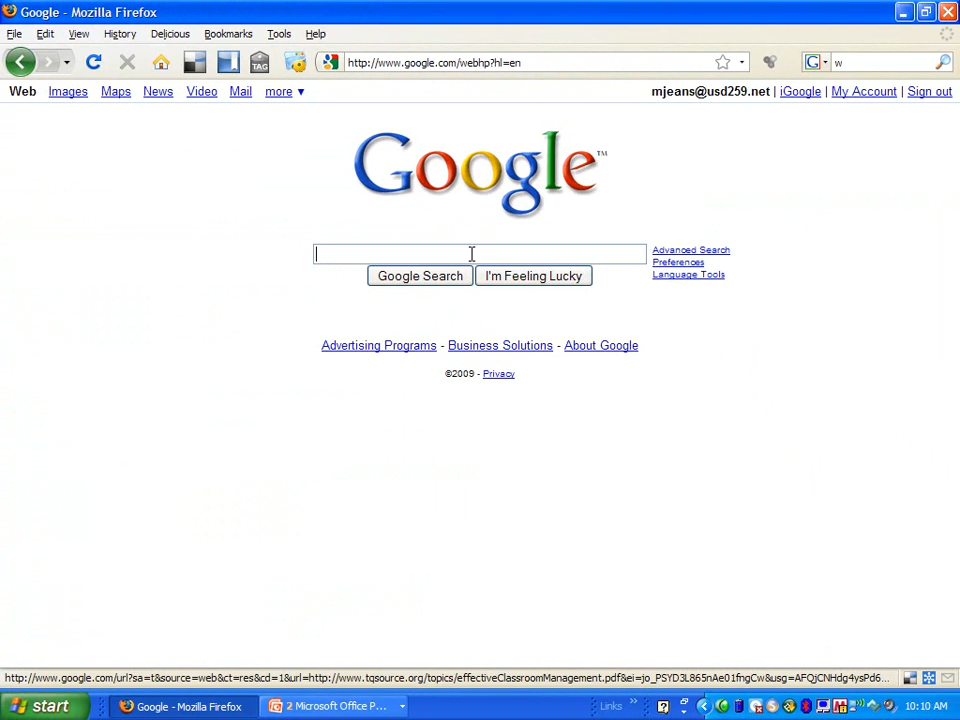 Google - Mozilla Firefox
File Edit View History Delicious Bookmarks Tools Help
TAG http://www.google.com/webhp?hl=en G w
Web Images Maps News Video Mail more ▼ mjeans@usd259.net | iGoogle | My Account | Sign out
Google™
Advanced Search
Preferences
Language Tools
Google Search I'm Feeling Lucky
Advertising Programs - Business Solutions - About Google
©2009 - Privacy
http://www.google.com/url?sa=t&source=web&ct=res&cd=1&url=http://www.tqsource.org/topics/effectiveClassroomManagement.pdf&ei=jo_PSYD3L865nAe01fngCw&usg=AFQjCNHdg4ysPd6...
start Google - Mozilla Firefox 2 Microsoft Office P... Links » 10:10 AM